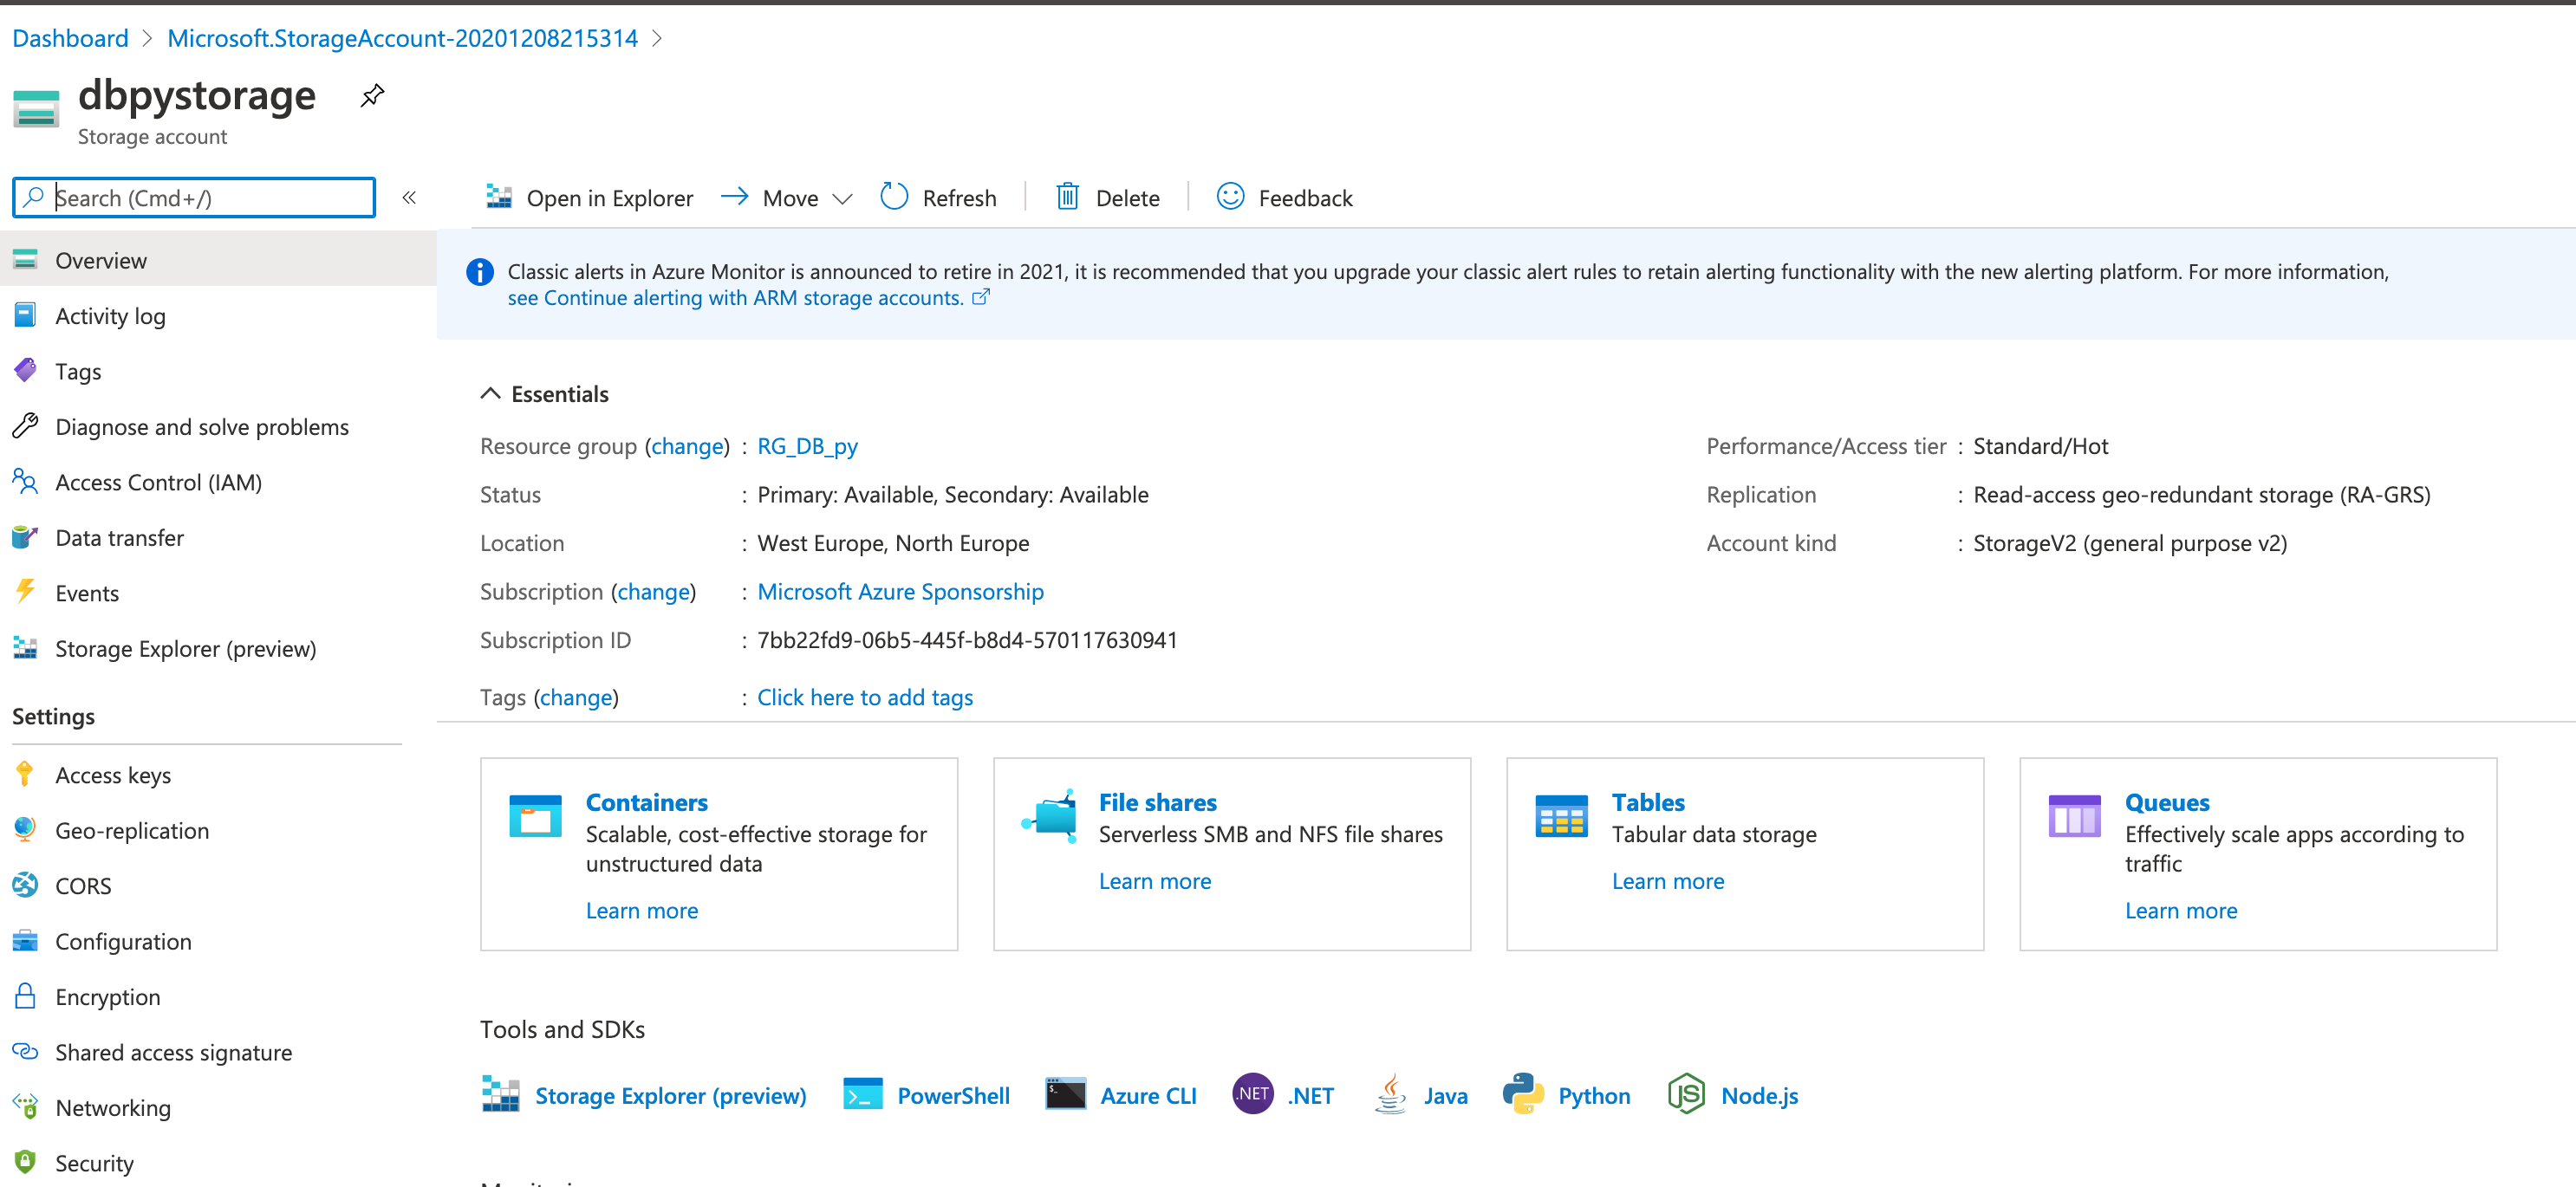 Dashboard > Microsoft.StorageAccount-20201208215314 >
dbpystorage
Storage account
Search (Cmd+/)
«
Open in Explorer
Move
Refresh
Delete
Feedback
Overview
Activity log
Tags
Diagnose and solve problems
Access Control (IAM)
Data transfer
Events
Storage Explorer (preview)
Settings
Access keys
Geo-replication
CORS
Configuration
Encryption
Shared access signature
Networking
Security
Classic alerts in Azure Monitor is announced to retire in 2021, it is recommended that you upgrade your classic alert rules to retain alerting functionality with the new alerting platform. For more information,
see Continue alerting with ARM storage accounts.
Essentials
Resource group (change) : RG_DB_py
Status : Primary: Available, Secondary: Available
Location : West Europe, North Europe
Subscription (change) : Microsoft Azure Sponsorship
Subscription ID : 7bb22fd9-06b5-445f-b8d4-570117630941
Tags (change) : Click here to add tags
Performance/Access tier : Standard/Hot
Replication : Read-access geo-redundant storage (RA-GRS)
Account kind : StorageV2 (general purpose v2)
Containers
Scalable, cost-effective storage for
unstructured data
Learn more
File shares
Serverless SMB and NFS file shares
Learn more
Tables
Tabular data storage
Learn more
Queues
Effectively scale apps according to
traffic
Learn more
Tools and SDKs
Storage Explorer (preview)
PowerShell
Azure CLI
.NET .NET
Java
Python
Node.js